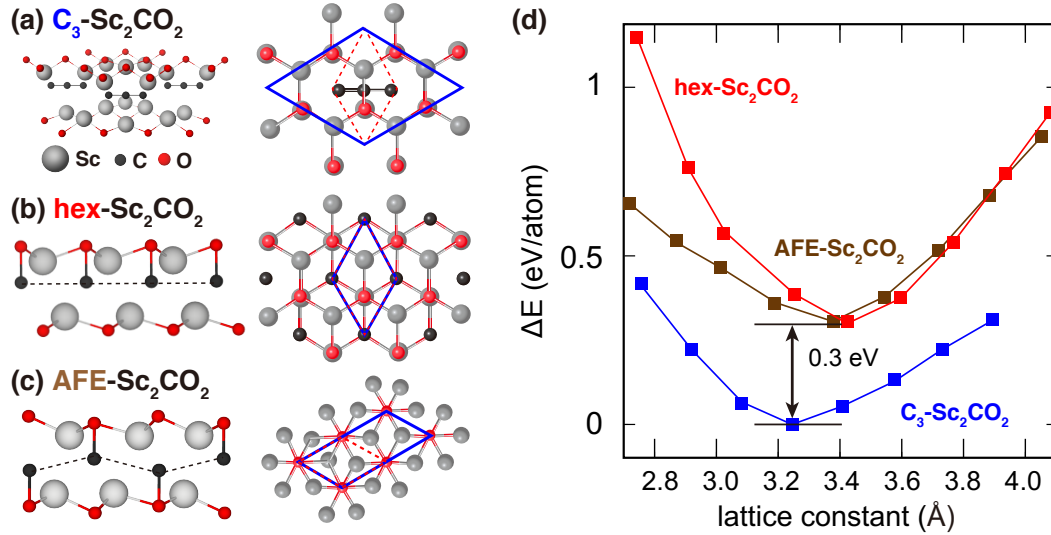 (a) C₃-Sc₂CO₂
Sc C O
(b) hex-Sc₂CO₂
(c) AFE-Sc₂CO₂
(d)
1
0.5
0
ΔE (eV/atom)
hex-Sc₂CO₂
AFE-Sc₂CO₂
0.3 eV
C₃-Sc₂CO₂
2.8 3.0 3.2 3.4 3.6 3.8 4.0
lattice constant (Å)